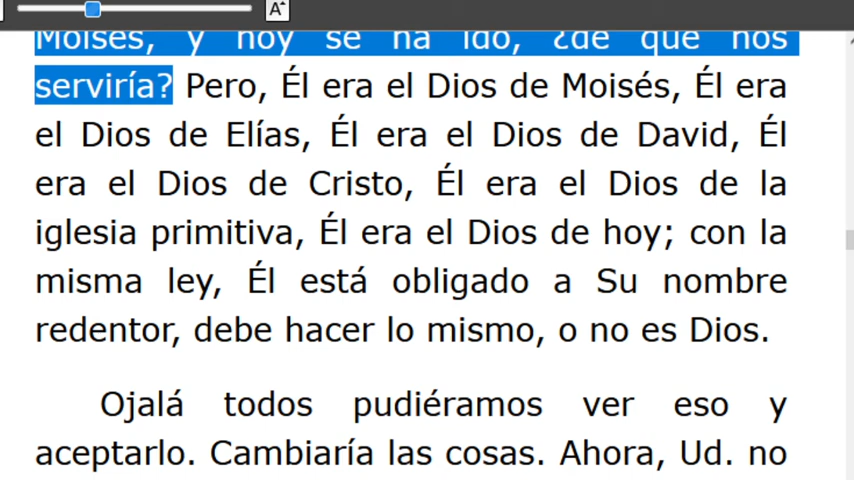 A
Moisés, y hoy se ha ido, ¿de qué nos
serviría? Pero, Él era el Dios de Moisés, Él era
el Dios de Elías, Él era el Dios de David, Él
era el Dios de Cristo, Él era el Dios de la
iglesia primitiva, Él era el Dios de hoy; con la
misma ley, Él está obligado a Su nombre
redentor, debe hacer lo mismo, o no es Dios.
Ojalá todos pudiéramos ver eso y
aceptarlo. Cambiaría las cosas. Ahora, Ud. no